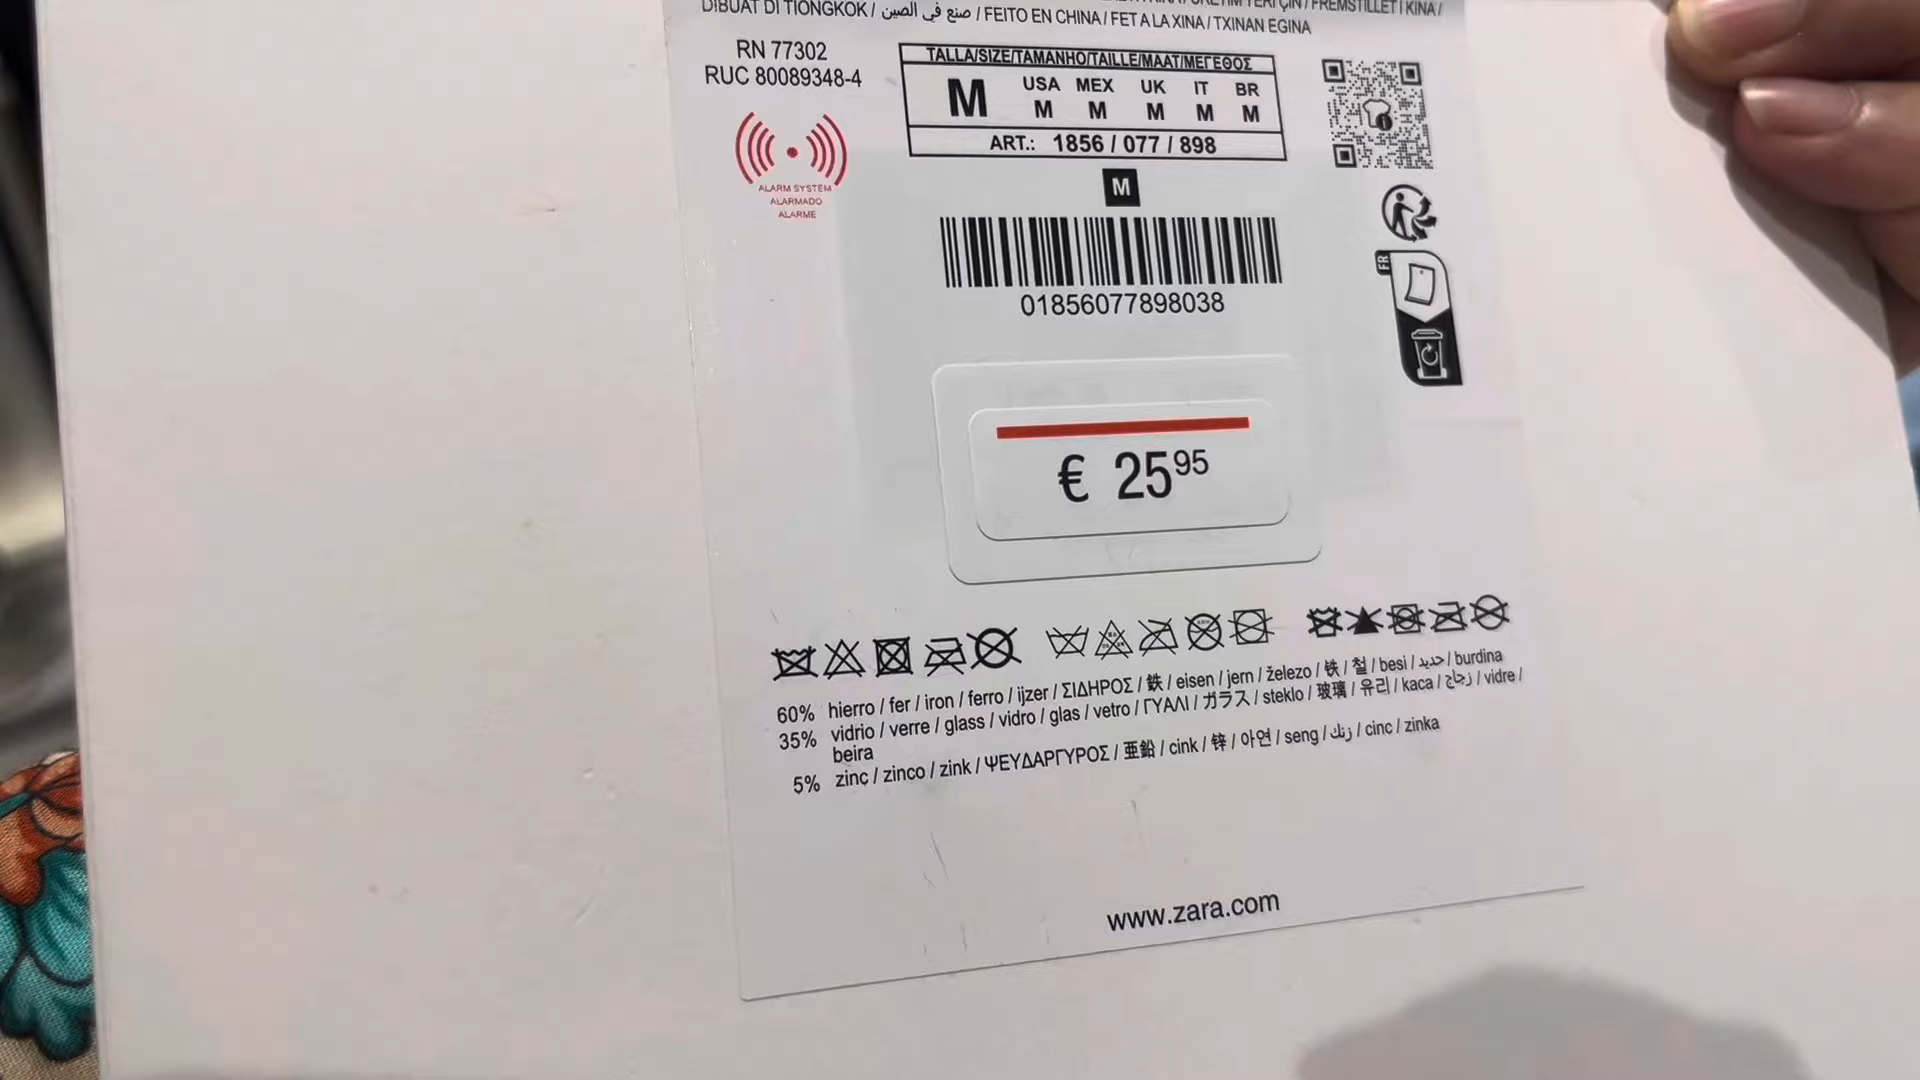 DIBUAT DI TIONGKOK / صنع في الصين / FEITO EN CHINA / FET A LA XINA / TXINAN EGINA
RN 77302
RUC 80089348-4
ALARM SYSTEM
ALARMADO
ALARME
TALLA/SIZE/TAMANHO/TAILLE/MAAT/ΜΕΓΕΘΟΣ
M USA MEX UK IT BR
M M M M M
ART.: 1856 / 077 / 898
M
01856077898038
FR
€ 25⁹⁵
60% hierro / fer / iron / ferro / ijzer / ΣΙΔΗΡΟΣ / 鉄 / eisen / jern / železo / 铁 / 철 / besi / حديد / burdina
35% vidrio / verre / glass / vidro / glas / vetro / ΓΥΑΛΙ / ガラス / steklo / 玻璃 / 유리 / kaca / زجاج / vidre /
beira
5% zinc / zinco / zink / ΨΕΥΔΑΡΓΥΡΟΣ / 亜鉛 / cink / 锌 / 아연 / seng / زنك / cinc / zinka
www.zara.com